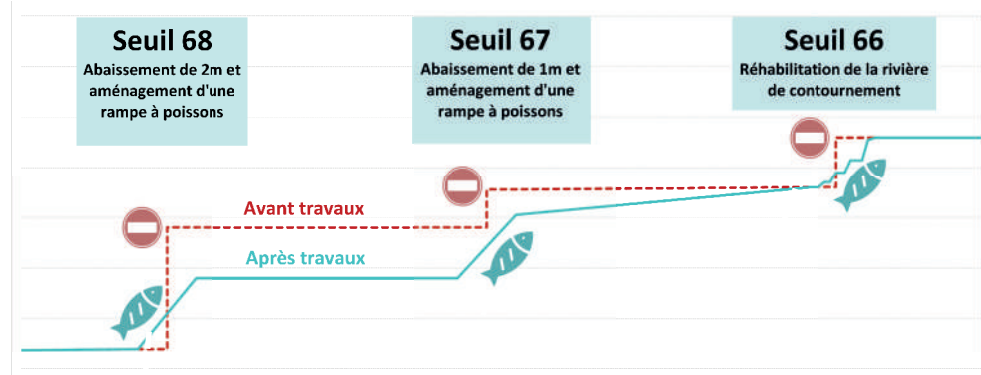 Seuil 68
Abaissement de 2m et
aménagement d'une
rampe à poissons
Seuil 67
Abaissement de 1m et
aménagement d'une
rampe à poissons
Seuil 66
Réhabilitation de la rivière
de contournement
Avant travaux
Après travaux